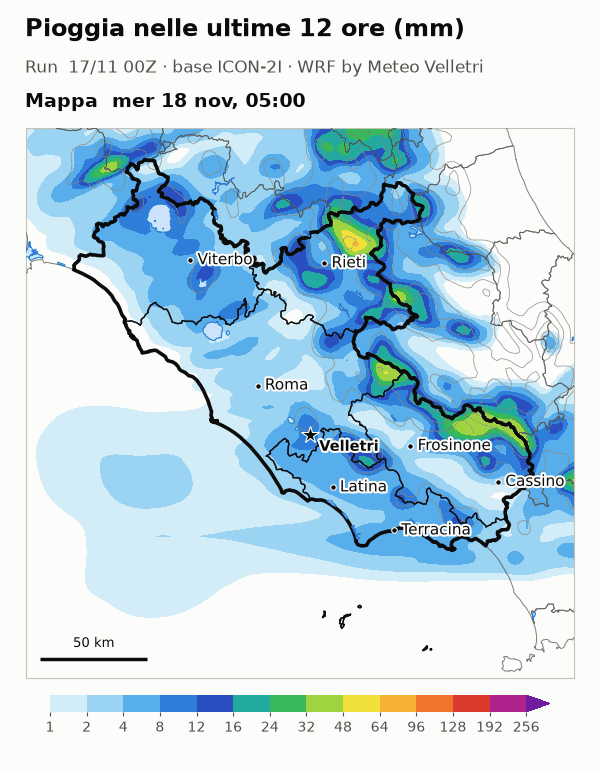 Pioggia nelle ultime 12 ore (mm)
Run 17/11 00Z · base ICON-2I · WRF by Meteo Velletri
Mappa mer 18 nov, 05:00
Viterbo
Rieti
Roma
Velletri
Frosinone
Cassino
Latina
Terracina
50 km
1 2 4 8 12 16 24 32 48 64 96 128 192 256